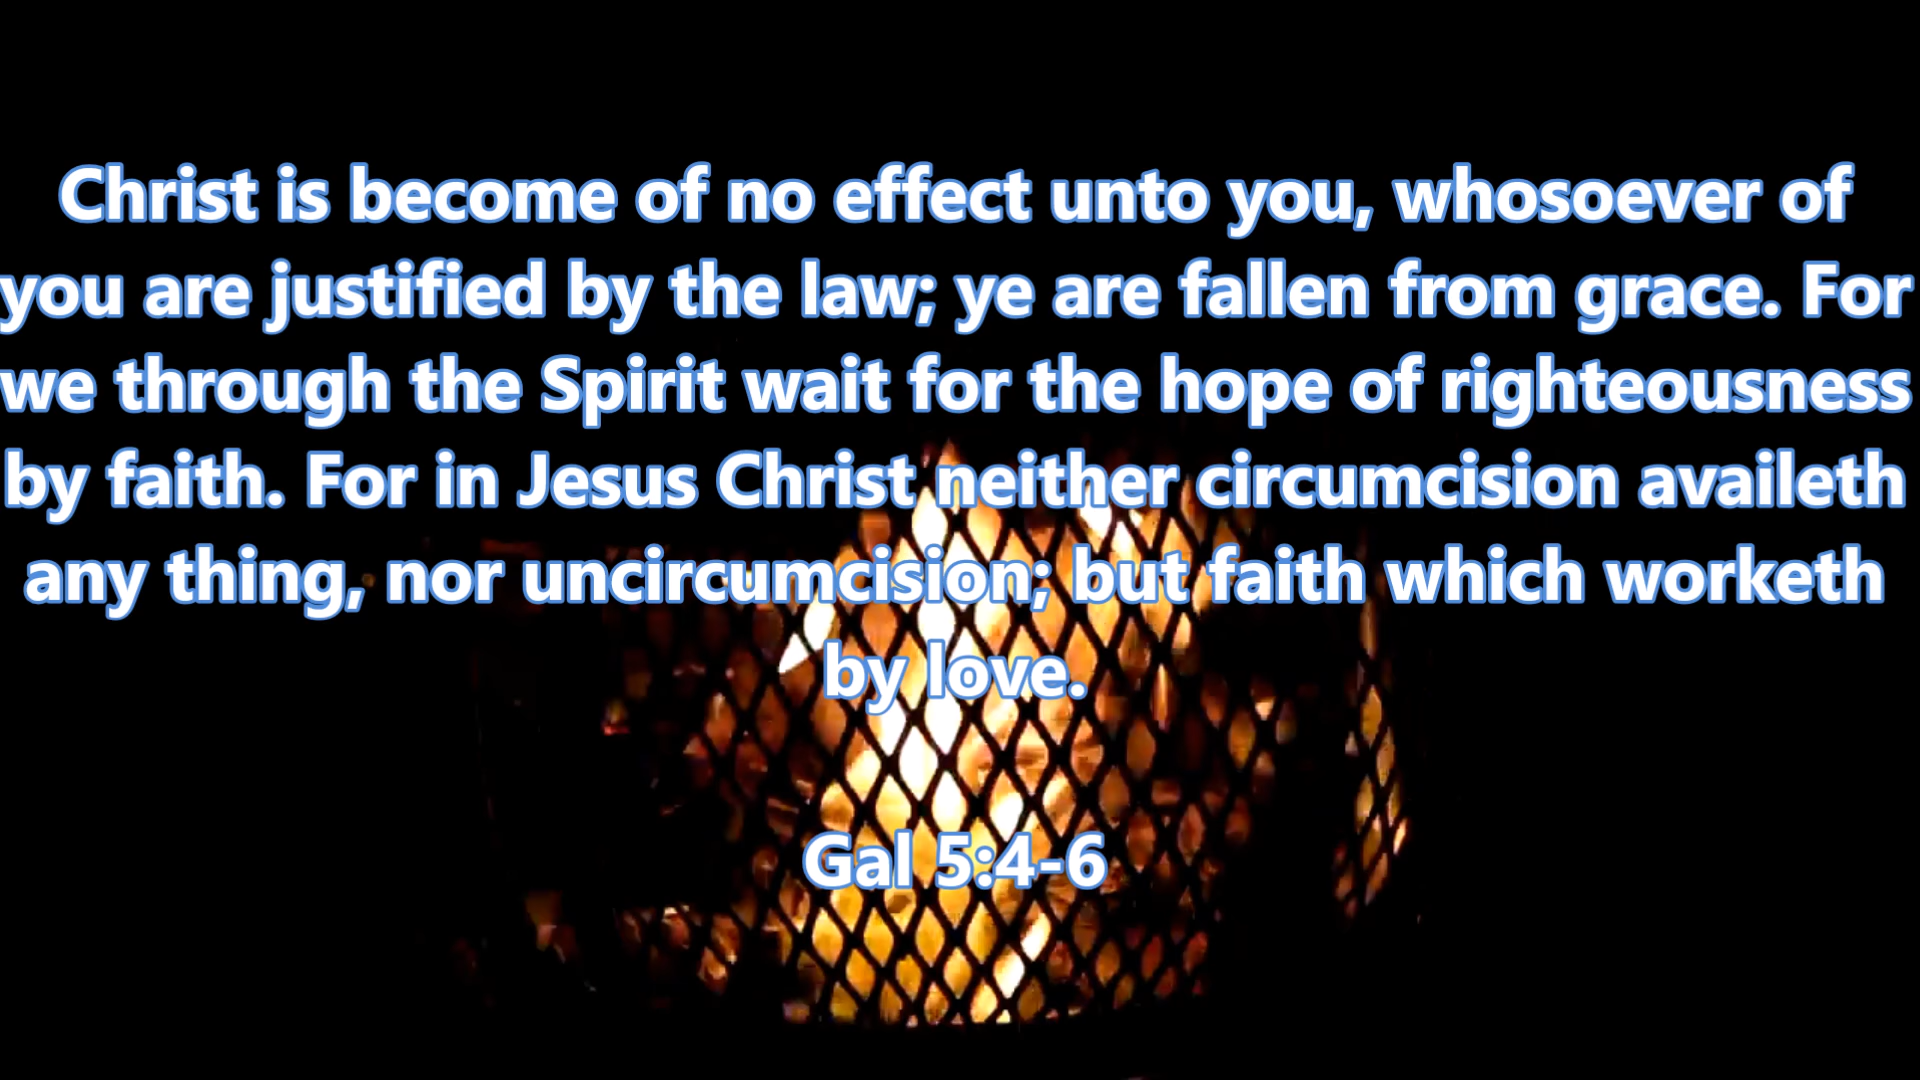 Christ is become of no effect unto you, whosoever of
you are justified by the law; ye are fallen from grace. For
we through the Spirit wait for the hope of righteousness
by faith. For in Jesus Christ neither circumcision availeth
any thing, nor uncircumcision; but faith which worketh
by love.
Gal 5:4-6